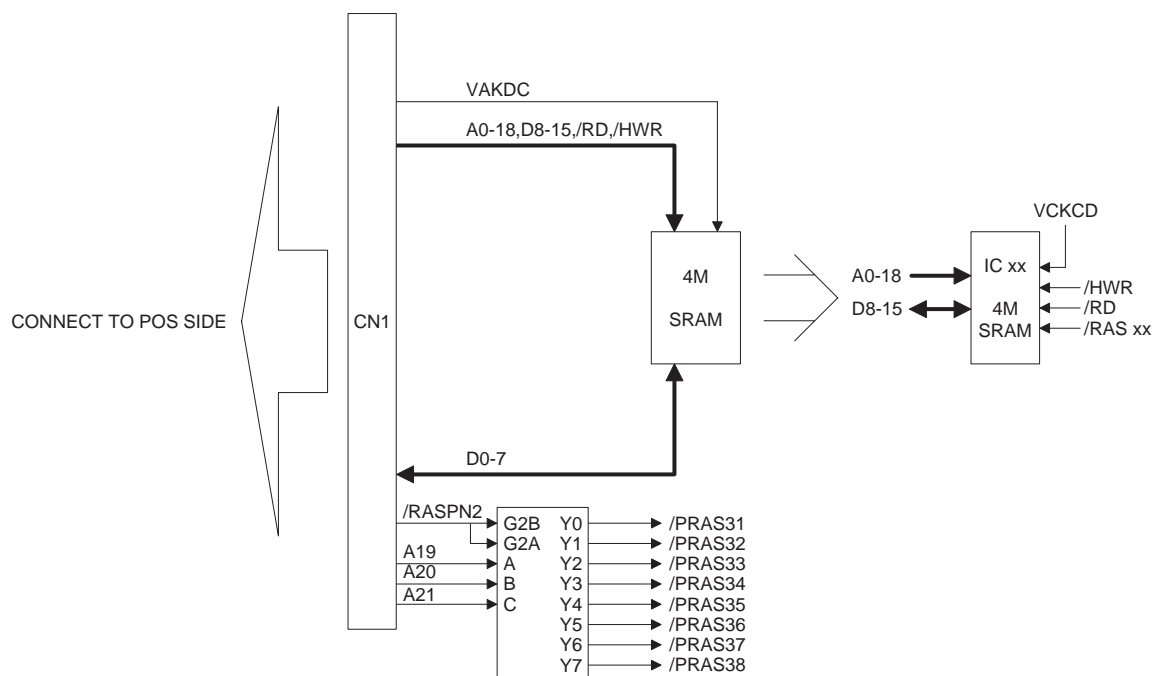 VAKDC
A0-18,D8-15,/RD,/HWR
VCKCD
4M
SRAM
A0-18
D8-15
IC xx
4M
SRAM
/HWR
/RD
/RAS xx
CONNECT TO POS SIDE
CN1
D0-7
/RASPN2
A19
A20
A21
G2B
G2A
A
B
C
Y0
Y1
Y2
Y3
Y4
Y5
Y6
Y7
/PRAS31
/PRAS32
/PRAS33
/PRAS34
/PRAS35
/PRAS36
/PRAS37
/PRAS38